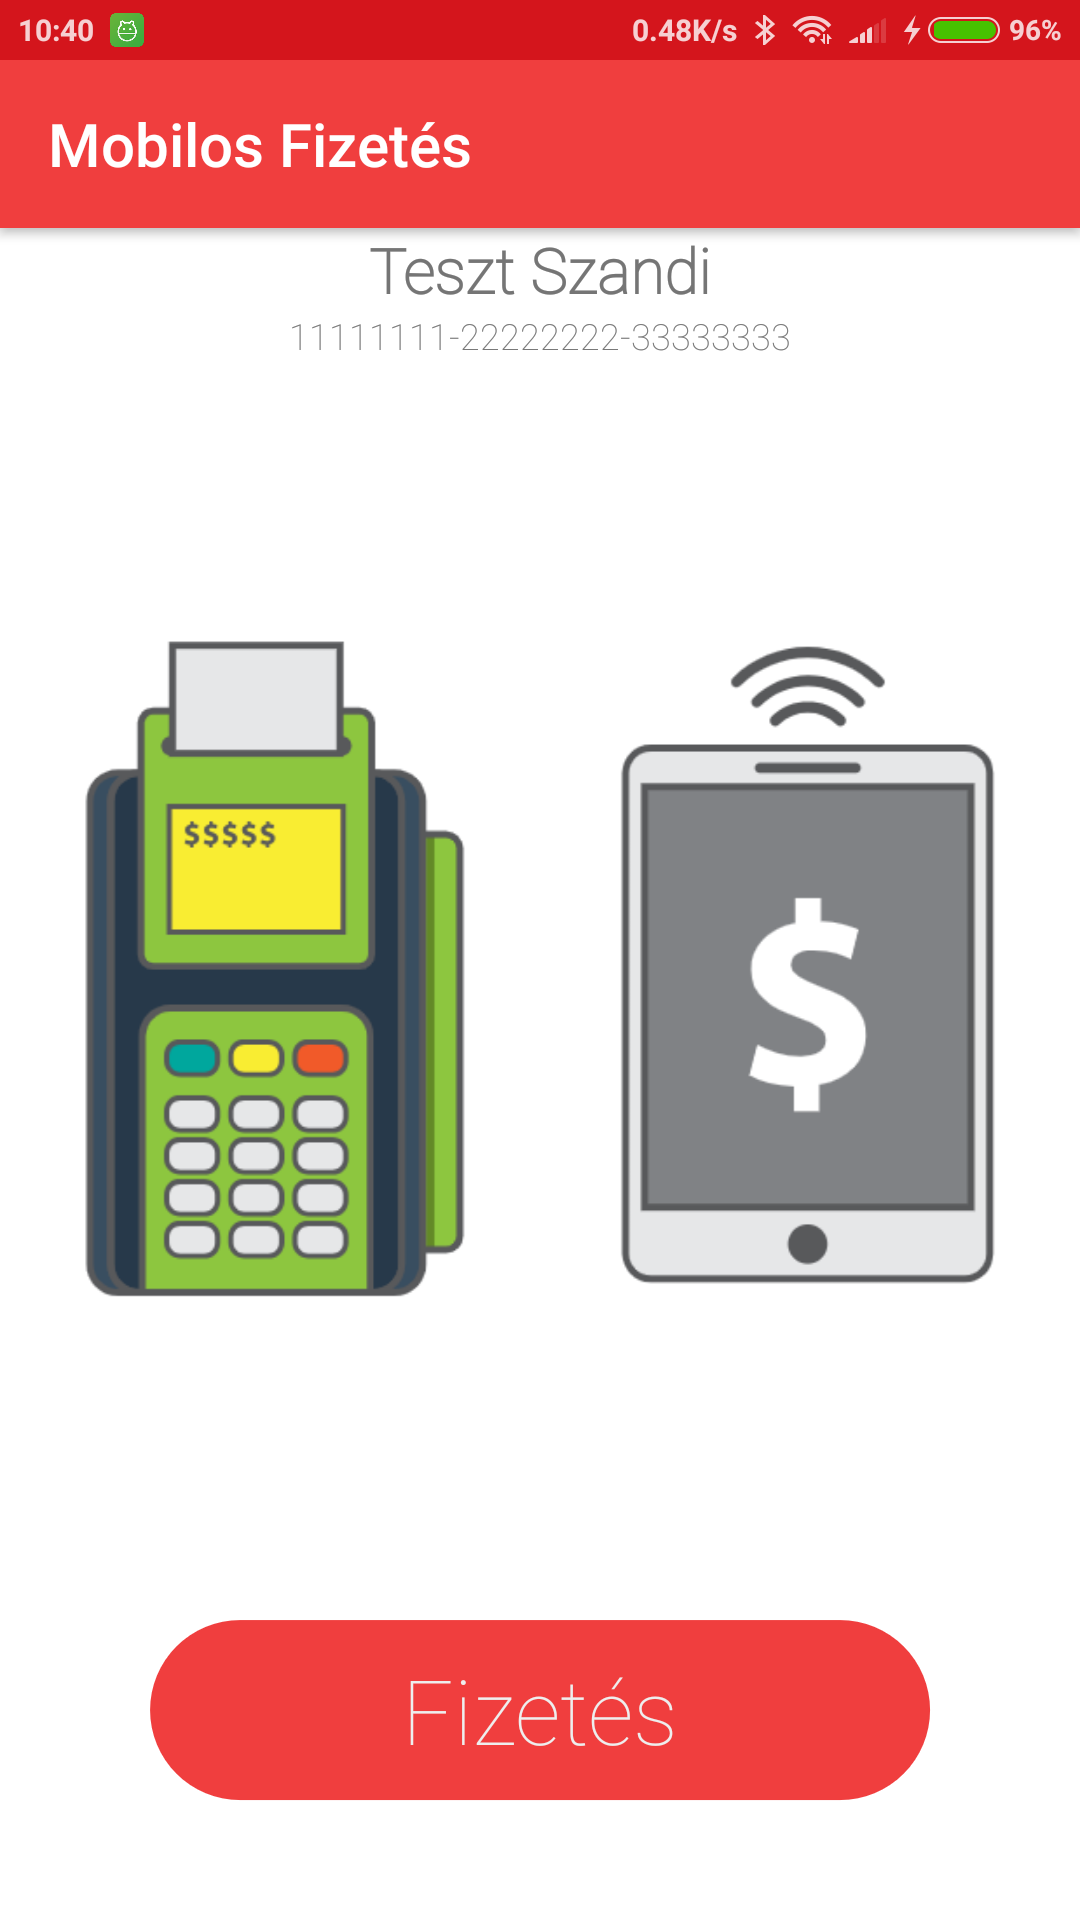 10:40 0.48K/s 96%
Mobilos Fizetés
Teszt Szandi
11111111-22222222-33333333
$$$$$
$
Fizetés